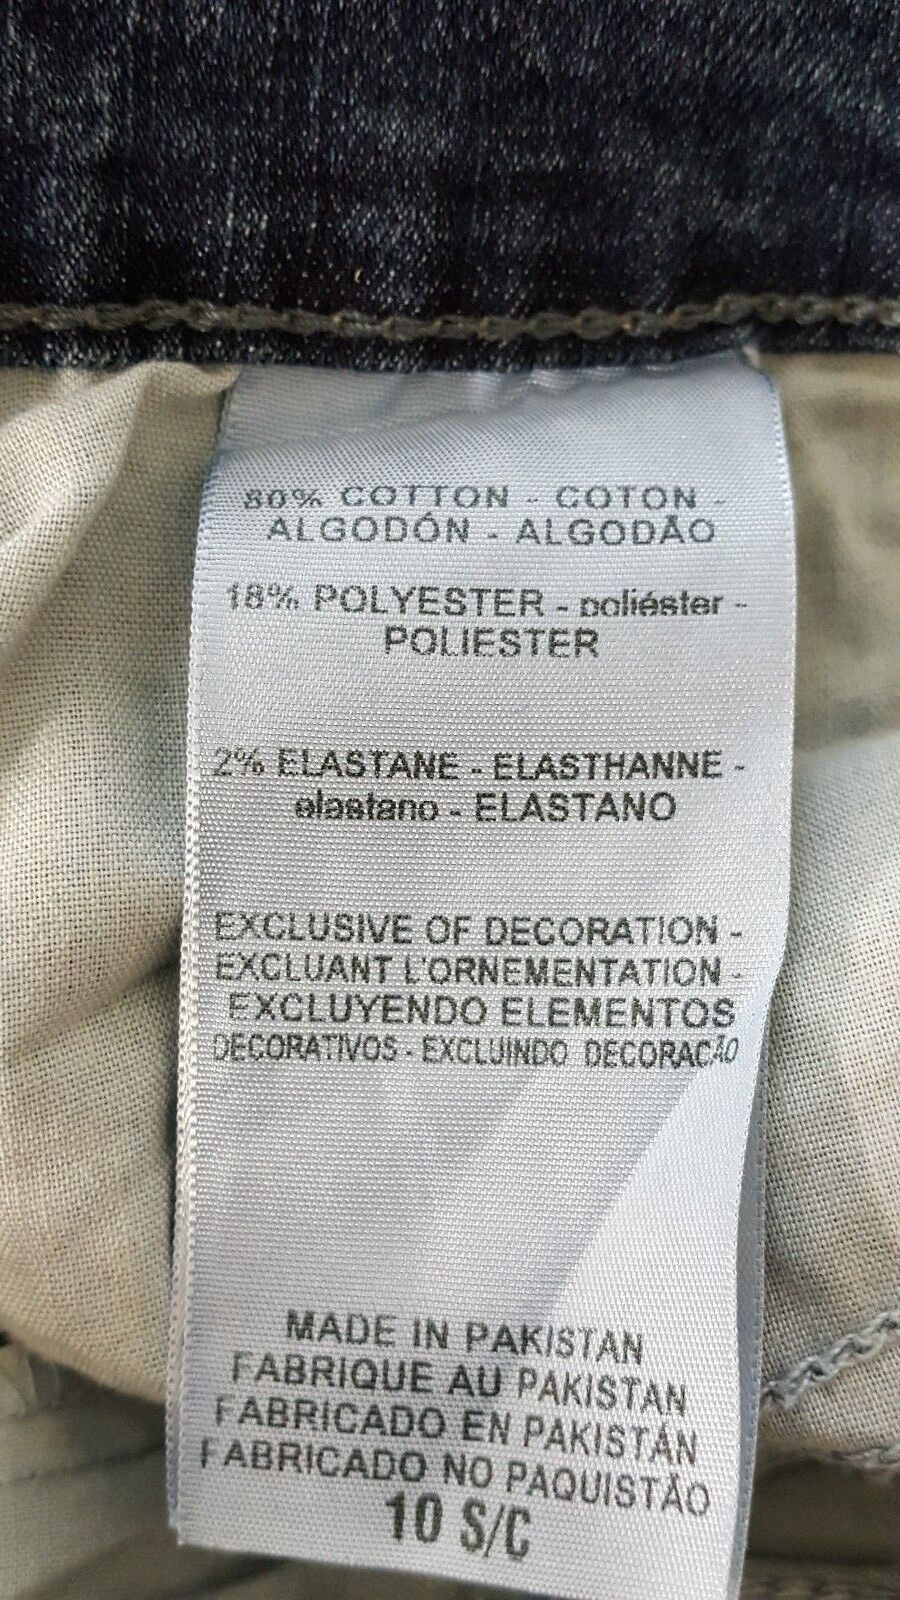 80% COTTON - COTON -
ALGODÓN - ALGODÃO
18% POLYESTER - poliéster -
POLIESTER
2% ELASTANE - ELASTHANNE -
elastano - ELASTANO
EXCLUSIVE OF DECORATION -
EXCLUANT L'ORNEMENTATION -
EXCLUYENDO ELEMENTOS
DECORATIVOS - EXCLUINDO DECORACÃO
MADE IN PAKISTAN
FABRIQUE AU PAKISTAN
FABRICADO EN PAKISTÁN
FABRICADO NO PAQUISTÃO
10 S/C